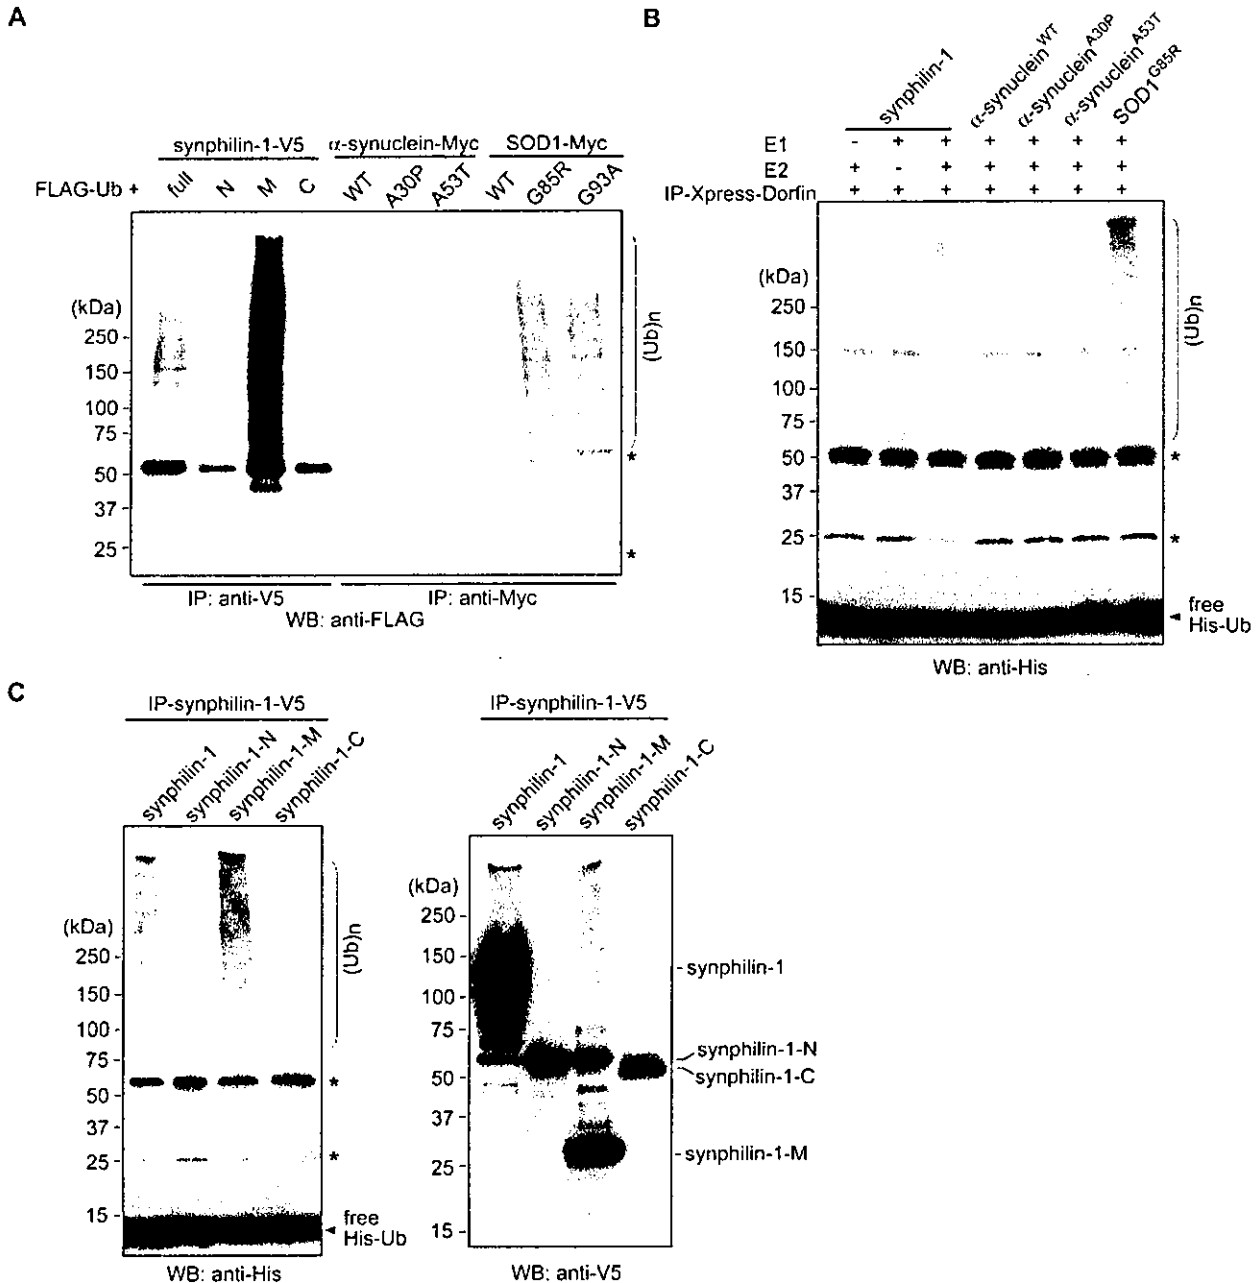 A
synphilin-1-V5 α-synuclein-Myc SOD1-Myc
FLAG-Ub + full N M C WT A30P A53T WT G85R G93A
(kDa)
250
150
100
75
50
37
25
(Ub)n
*
*
IP: anti-V5 IP: anti-Myc
WB: anti-FLAG
B
synphilin-1 α-synuclein WT α-synuclein A30P α-synuclein A53T SOD1 G85R
E1 - + + + + + +
E2 + - + + + + +
IP-Xpress-Dorfin + + + + + + +
(kDa)
250
150
100
75
50
37
25
15
(Ub)n
*
*
free
His-Ub
WB: anti-His
C
IP-synphilin-1-V5
synphilin-1 synphilin-1-N synphilin-1-M synphilin-1-C
(kDa)
250
150
100
75
50
37
25
15
(Ub)n
*
*
free
His-Ub
WB: anti-His
IP-synphilin-1-V5
synphilin-1 synphilin-1-N synphilin-1-M synphilin-1-C
(kDa)
250
150
100
75
50
37
25
15
synphilin-1
synphilin-1-N
synphilin-1-C
synphilin-1-M
WB: anti-V5